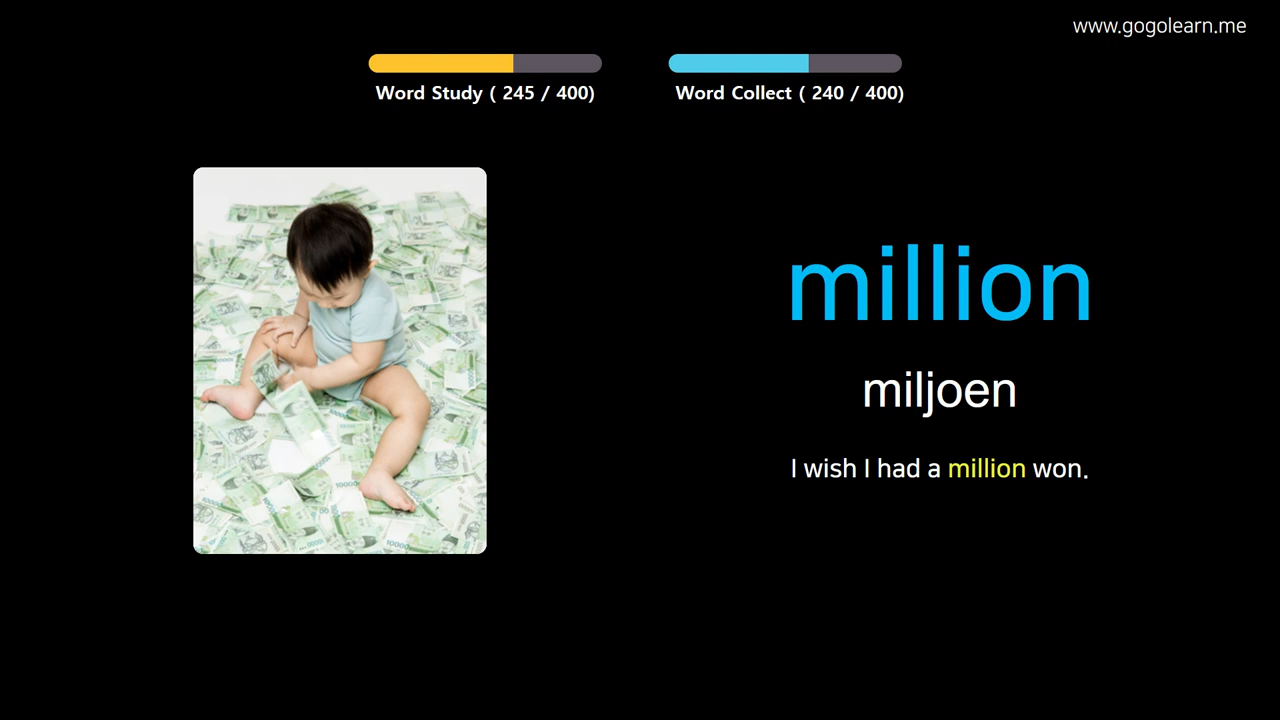 www.gogolearn.me
Word Study ( 245 / 400)
Word Collect ( 240 / 400)
million
miljoen
I wish I had a million won.